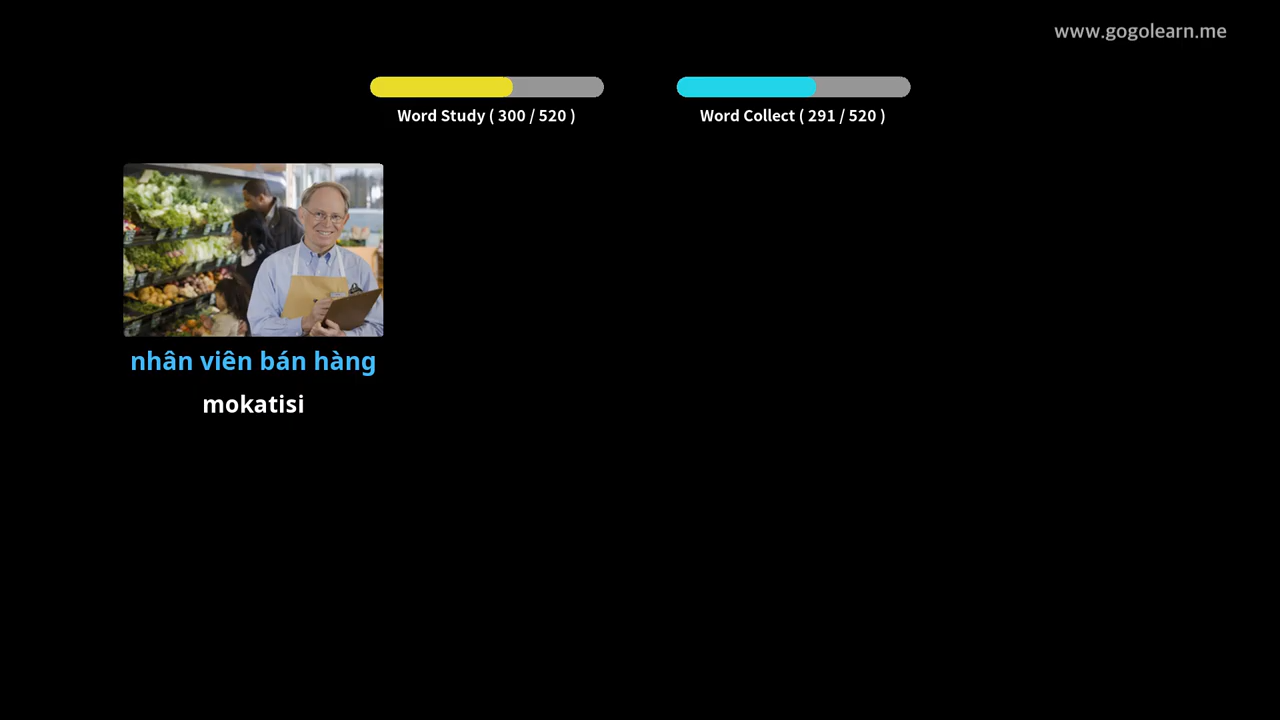 www.gogolearn.me
Word Study ( 300 / 520 )
Word Collect ( 291 / 520 )
nhân viên bán hàng
mokatisi